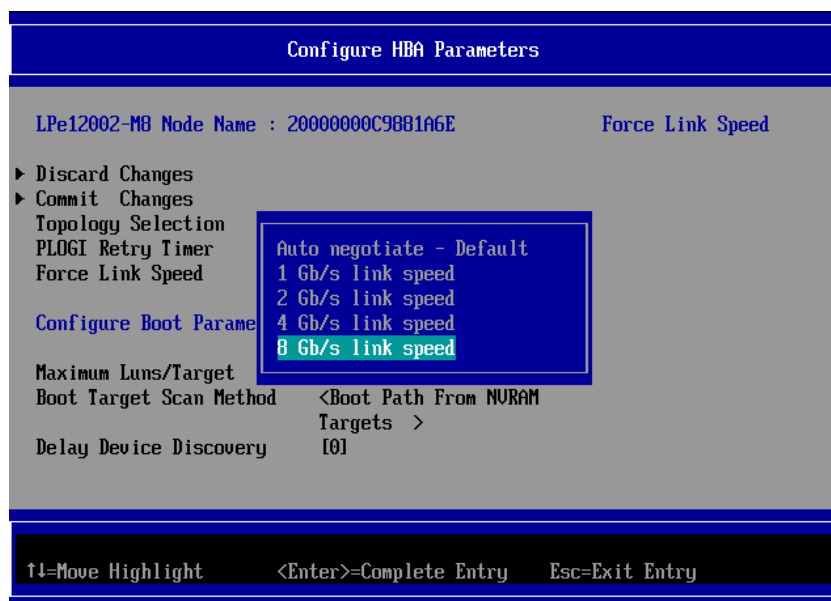 Configure HBA Parameters
LPe12002-M8 Node Name : 20000000C9881A6E Force Link Speed
Discard Changes
Commit Changes
Topology Selection
PLOGI Retry Timer
Force Link Speed
Auto negotiate - Default
1 Gb/s link speed
2 Gb/s link speed
4 Gb/s link speed
8 Gb/s link speed
Configure Boot Parame
Maximum Luns/Target
Boot Target Scan Method <Boot Path From NVRAM
Targets >
Delay Device Discovery [0]
↑↓=Move Highlight <Enter>=Complete Entry Esc=Exit Entry